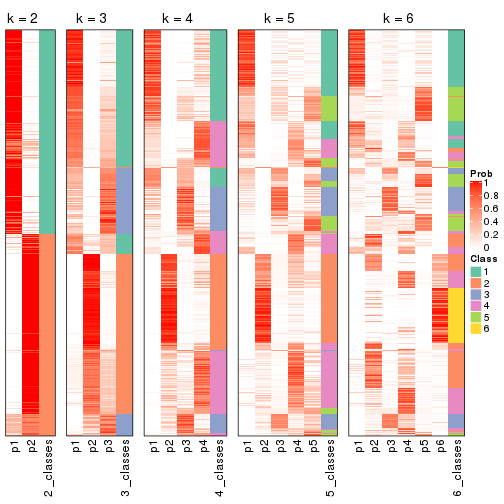 k = 2
k = 3
k = 4
k = 5
k = 6
p1
p2
2_classes
p1
p2
p3
3_classes
p1
p2
p3
p4
4_classes
p1
p2
p3
p4
p5
5_classes
p1
p2
p3
p4
p5
p6
6_classes
Prob
1
0.8
0.6
0.4
0.2
0
Class
1
2
3
4
5
6